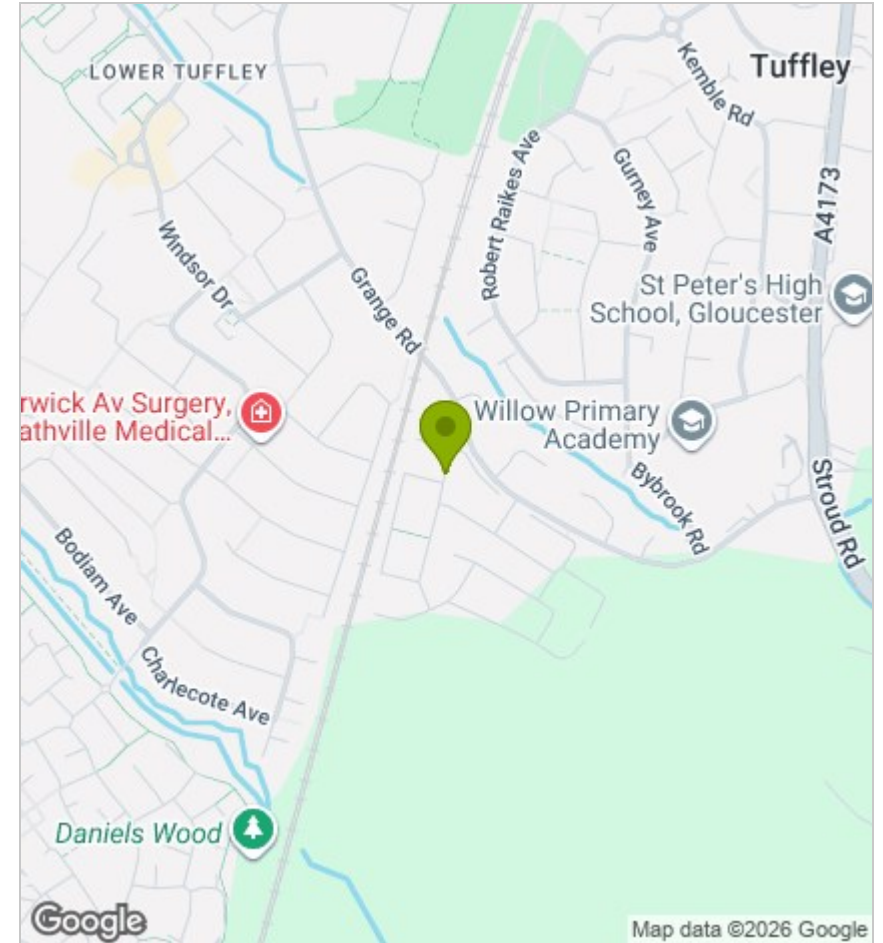 Tuffley
LOWER TUFFLEY
Kemble Rd
Robert Raikes Ave
Gurney Ave
A4173
Windsor Dr
Grange Rd
St Peter's High
School, Gloucester
rwick Av Surgery,
athville Medical...
Willow Primary
Academy
Bybrook Rd
Stroud Rd
Bodiam Ave
Charlecote Ave
Daniels Wood
Google
Map data ©2026 Google